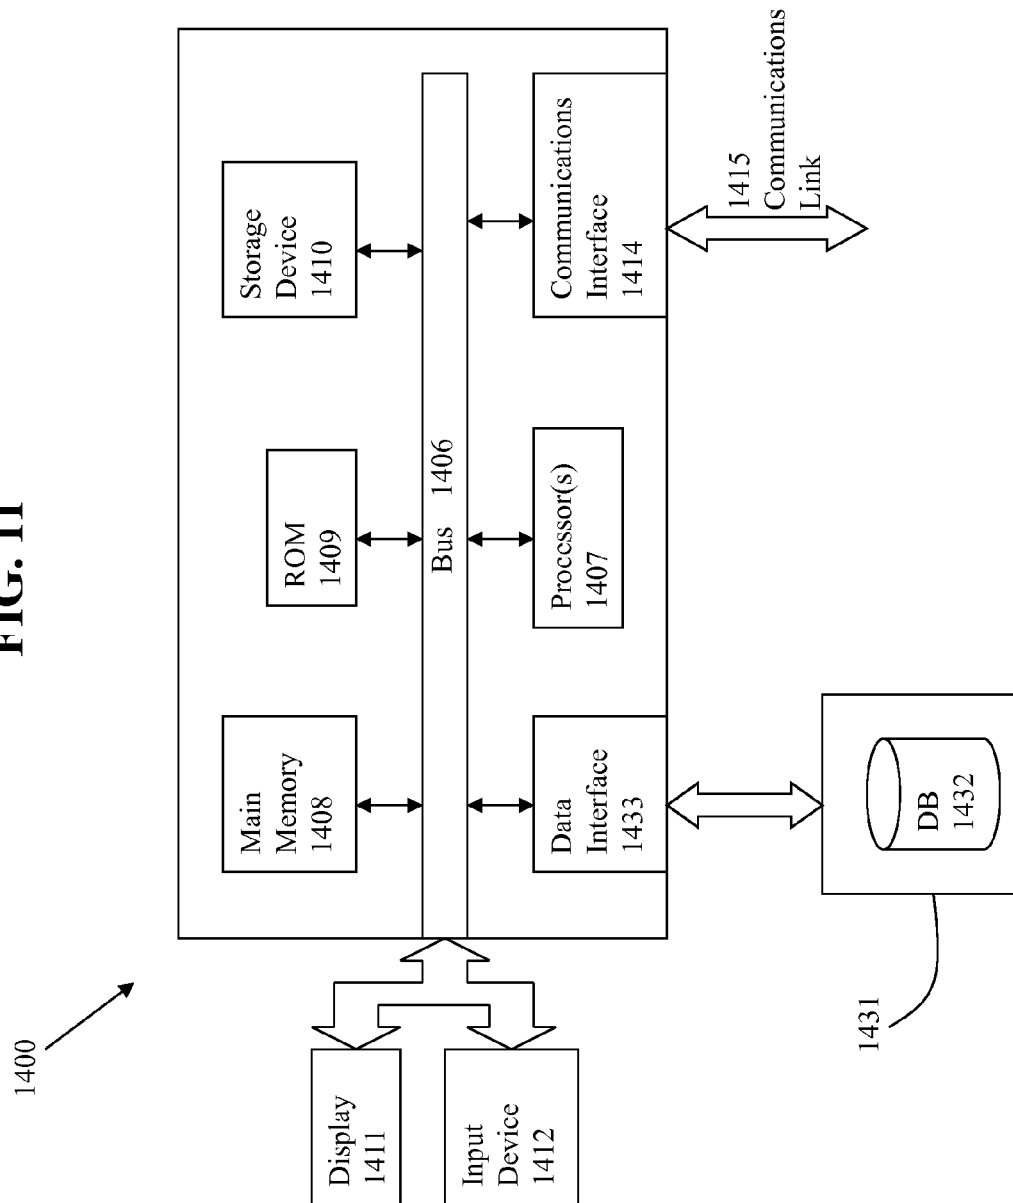 FIG. 11
1400
Display
1411
Input
Device
1412
Main
Memory
1408
ROM
1409
Storage
Device
1410
Bus 1406
Data
Interface
1433
Processor(s)
1407
Communications
Interface
1414
1415
Communications
Link
DB
1432
1431